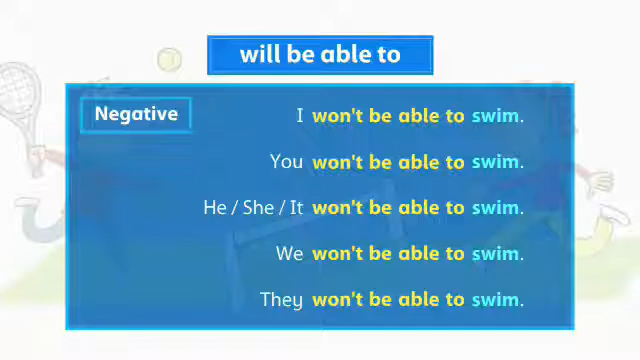 will be able to
Negative
I won't be able to swim.
You won't be able to swim.
He / She / It won't be able to swim.
We won't be able to swim.
They won't be able to swim.